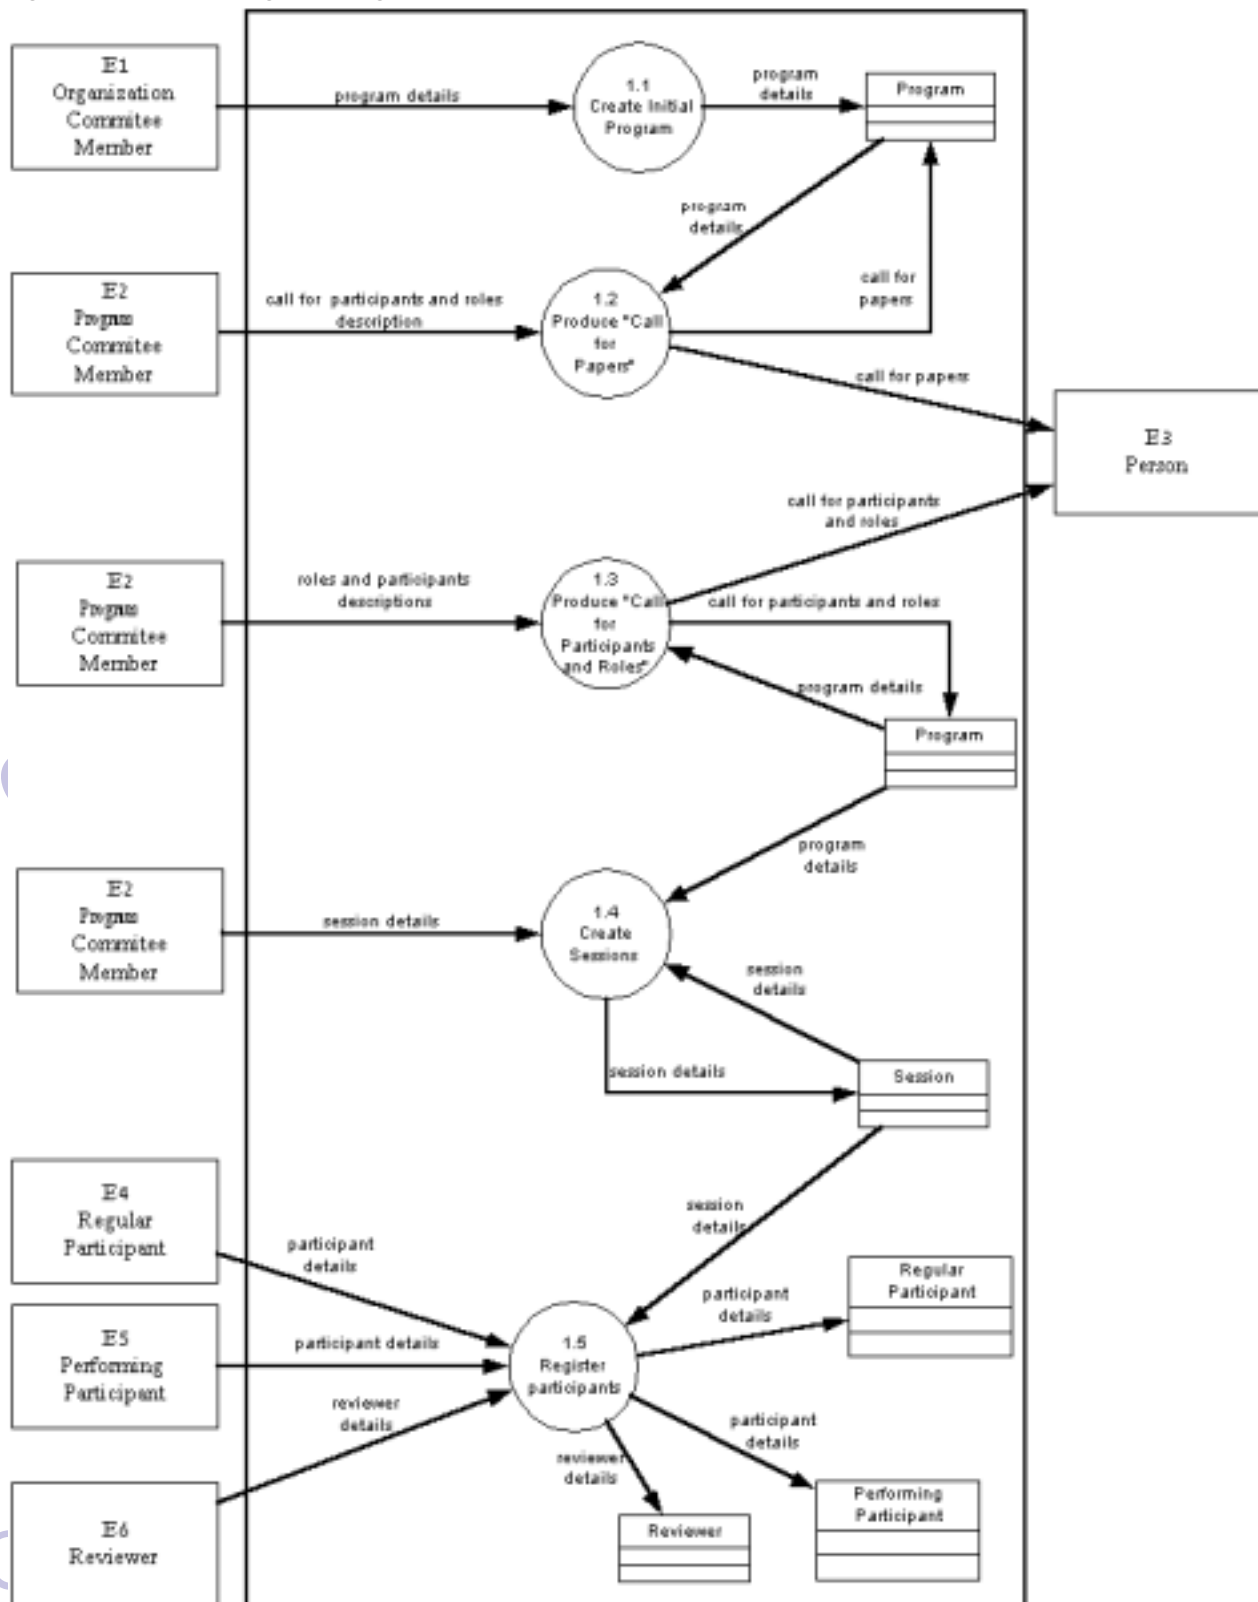 E1
Organization
Commitee
Member
program details
1.1
Create Initial
Program
program
details
Program
program
details
E2
Program
Commitee
Member
call for participants and roles
description
1.2
Produce "Call
for
Papers"
call for
papers
call for papers
E3
Person
call for participants
and roles
E2
Program
Commitee
Member
roles and participants
descriptions
1.3
Produce "Call
for
Participants
and Roles"
call for participants and roles
program details
Program
program
details
E2
Program
Commitee
Member
session details
1.4
Create
Sessions
session
details
session details
Session
session
details
E4
Regular
Participant
participant
details
E5
Performing
Participant
participant details
1.5
Register
participants
participant
details
Regular
Participant
reviewer
details
participant
details
reviewer
details
E6
Reviewer
Reviewer
Performing
Participant